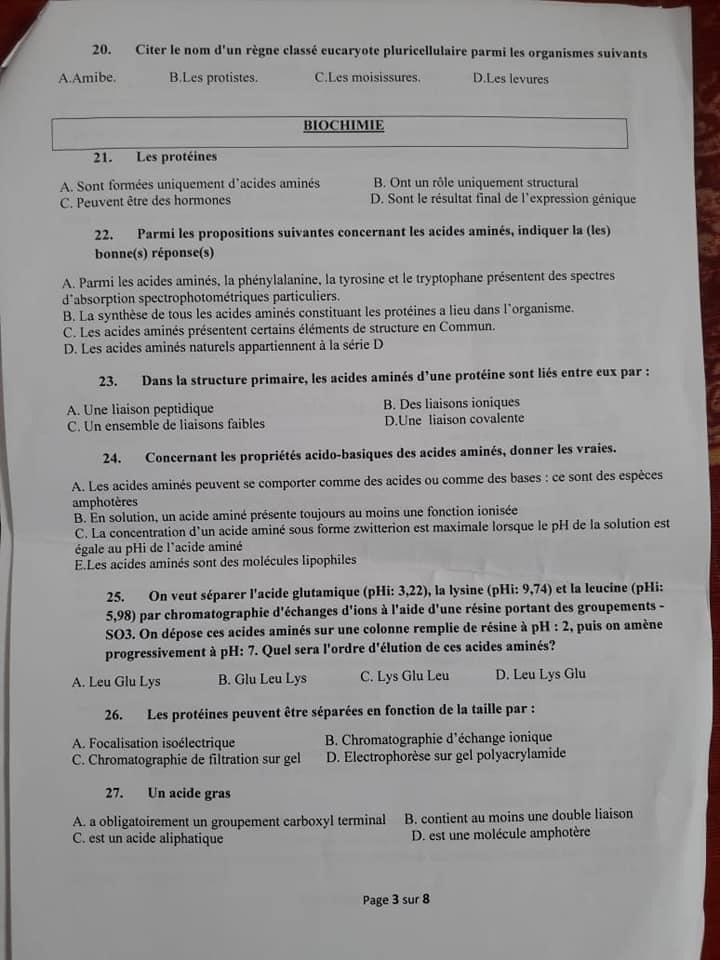 20. Citer le nom d'un règne classé eucaryote pluricellulaire parmi les organismes suivants
A.Amibe. B.Les protistes. C.Les moisissures. D.Les levures
BIOCHIMIE
21. Les protéines
A. Sont formées uniquement d'acides aminés B. Ont un rôle uniquement structural
C. Peuvent être des hormones D. Sont le résultat final de l'expression génique
22. Parmi les propositions suivantes concernant les acides aminés, indiquer la (les)
bonne(s) réponse(s)
A. Parmi les acides aminés, la phénylalanine, la tyrosine et le tryptophane présentent des spectres
d'absorption spectrophotométriques particuliers.
B. La synthèse de tous les acides aminés constituant les protéines a lieu dans l'organisme.
C. Les acides aminés présentent certains éléments de structure en Commun.
D. Les acides aminés naturels appartiennent à la série D
23. Dans la structure primaire, les acides aminés d'une protéine sont liés entre eux par :
A. Une liaison peptidique B. Des liaisons ioniques
C. Un ensemble de liaisons faibles D.Une liaison covalente
24. Concernant les propriétés acido-basiques des acides aminés, donner les vraies.
A. Les acides aminés peuvent se comporter comme des acides ou comme des bases : ce sont des espèces
amphotères
B. En solution, un acide aminé présente toujours au moins une fonction ionisée
C. La concentration d'un acide aminé sous forme zwitterion est maximale lorsque le pH de la solution est
égale au pHi de l'acide aminé
E.Les acides aminés sont des molécules lipophiles
25. On veut séparer l'acide glutamique (pHi: 3,22), la lysine (pHi: 9,74) et la leucine (pHi:
5,98) par chromatographie d'échanges d'ions à l'aide d'une résine portant des groupements -
SO3. On dépose ces acides aminés sur une colonne remplie de résine à pH : 2, puis on amène
progressivement à pH: 7. Quel sera l'ordre d'élution de ces acides aminés?
A. Leu Glu Lys B. Glu Leu Lys C. Lys Glu Leu D. Leu Lys Glu
26. Les protéines peuvent être séparées en fonction de la taille par :
A. Focalisation isoélectrique B. Chromatographie d'échange ionique
C. Chromatographie de filtration sur gel D. Electrophorèse sur gel polyacrylamide
27. Un acide gras
A. a obligatoirement un groupement carboxyl terminal B. contient au moins une double liaison
C. est un acide aliphatique D. est une molécule amphotère
Page 3 sur 8